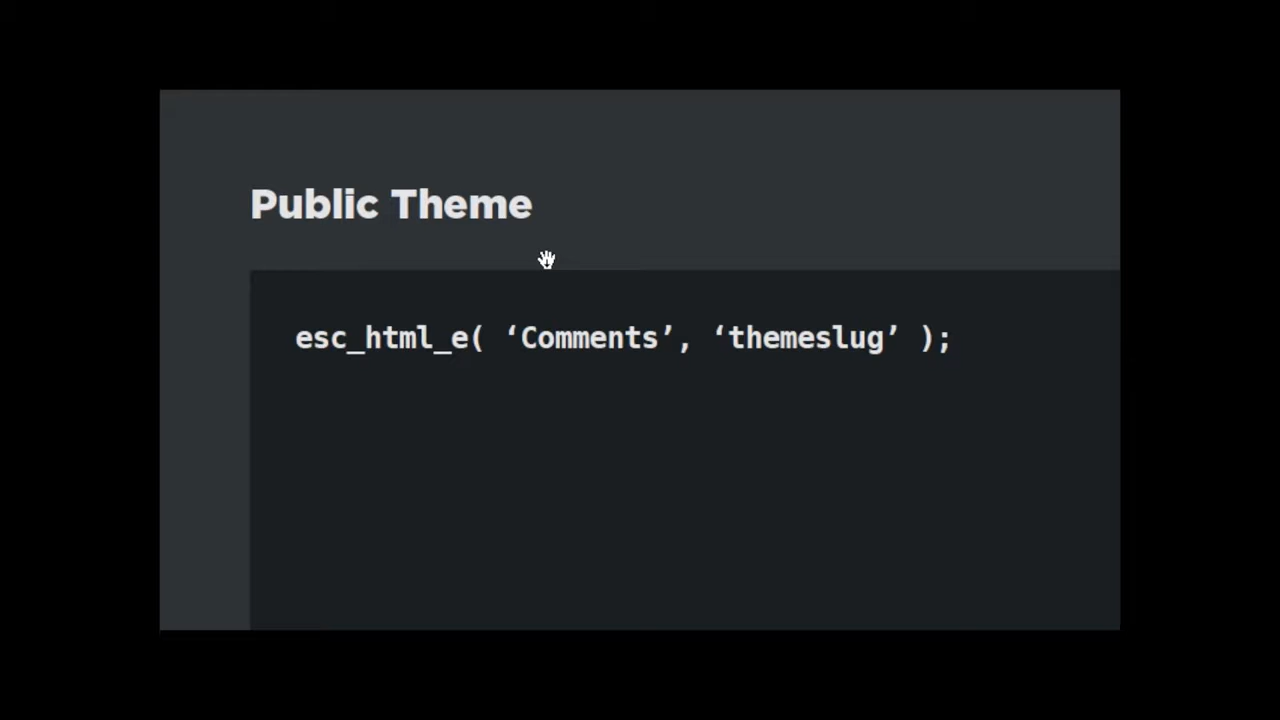 Public Theme
esc_html_e( ‘Comments’, ‘themeslug’ );